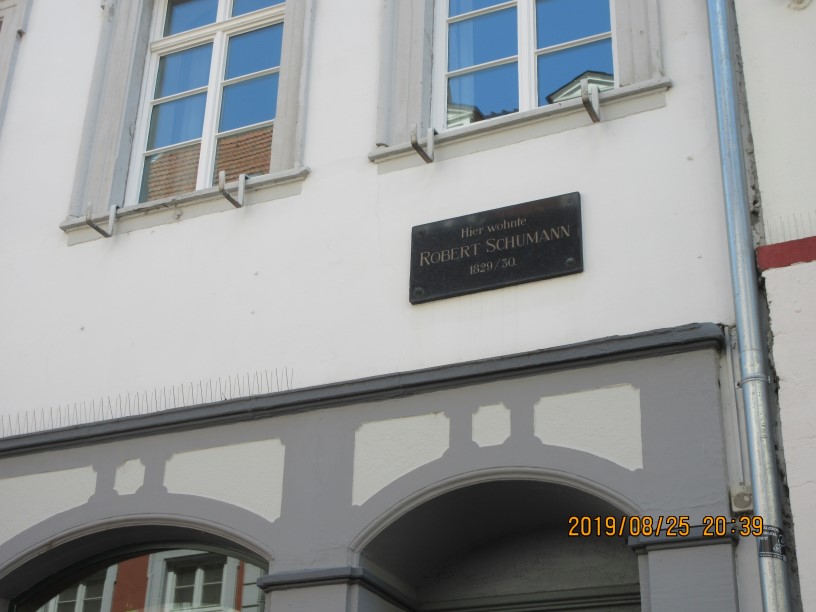 Hier wohnte
ROBERT SCHUMANN
1829/30.
2019/08/25 20:39